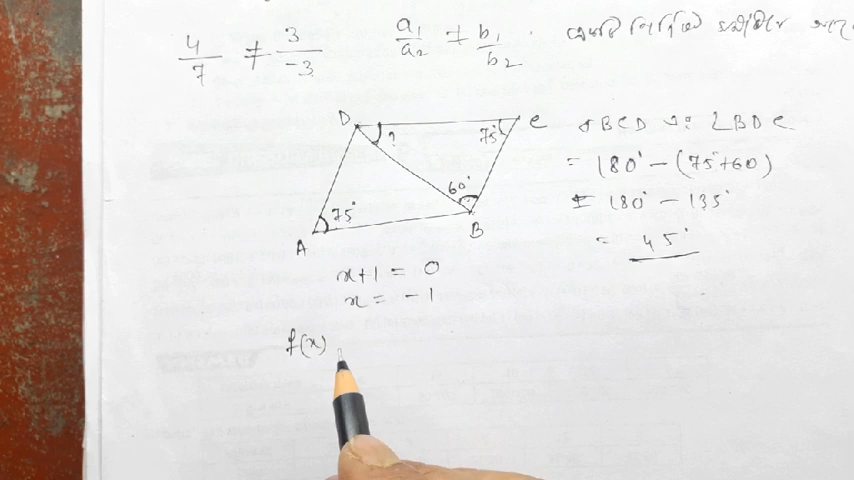 4/7 ≠ 3/-3 a₁/a₂ ≠ b₁/b₂ .
D C
? 75°
60°
75°
A B
BCD এ ∠BDC
= 180° - (75°+60)
= 180° - 135°
= 45°
x+1 = 0
x = -1
f(x)